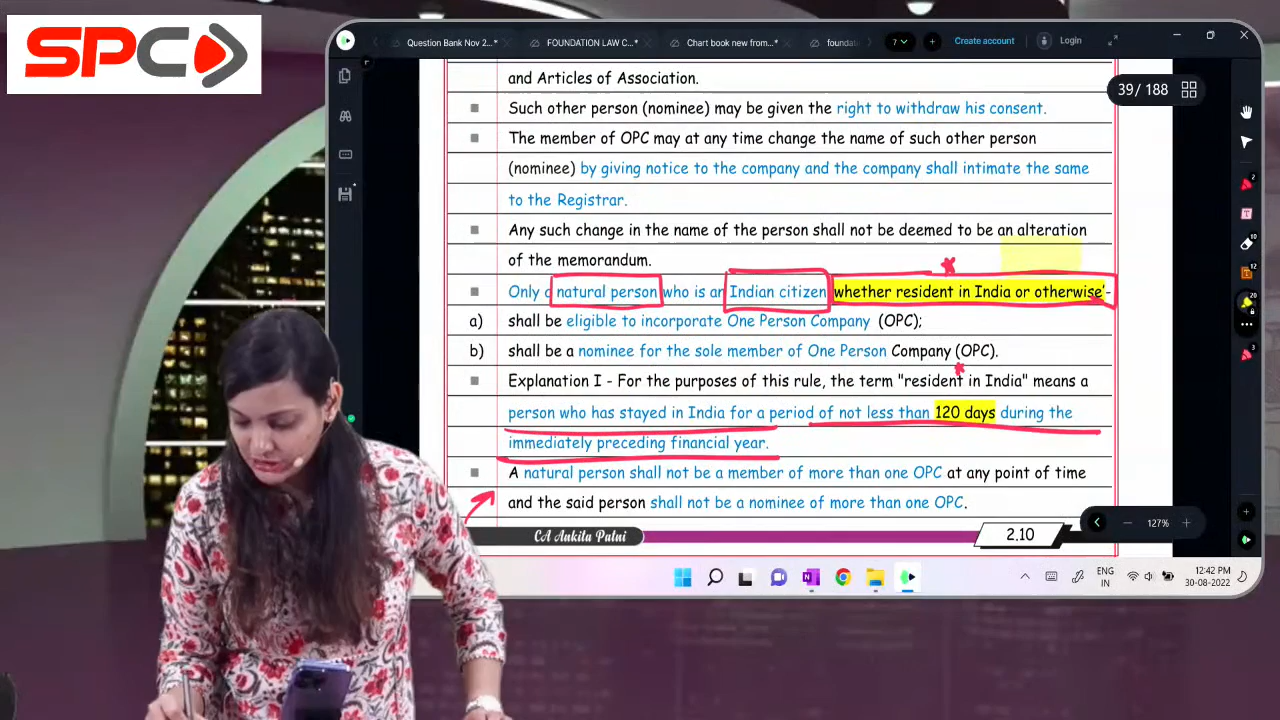 SPC
Question Bank Nov 2...*
FOUNDATION LAW C...*
Chart book new from...*
foundat
7
Create account
Login
39/ 188
and Articles of Association.
Such other person (nominee) may be given the right to withdraw his consent.
The member of OPC may at any time change the name of such other person
(nominee) by giving notice to the company and the company shall intimate the same
to the Registrar.
Any such change in the name of the person shall not be deemed to be an alteration
of the memorandum.
Only a natural person who is an Indian citizen whether resident in India or otherwise'-
a) shall be eligible to incorporate One Person Company (OPC);
b) shall be a nominee for the sole member of One Person Company (OPC).
Explanation I - For the purposes of this rule, the term "resident in India" means a
person who has stayed in India for a period of not less than 120 days during the
immediately preceding financial year.
A natural person shall not be a member of more than one OPC at any point of time
and the said person shall not be a nominee of more than one OPC.
CA Ankita Patni
2.10
127%
ENG
IN
12:42 PM
30-08-2022